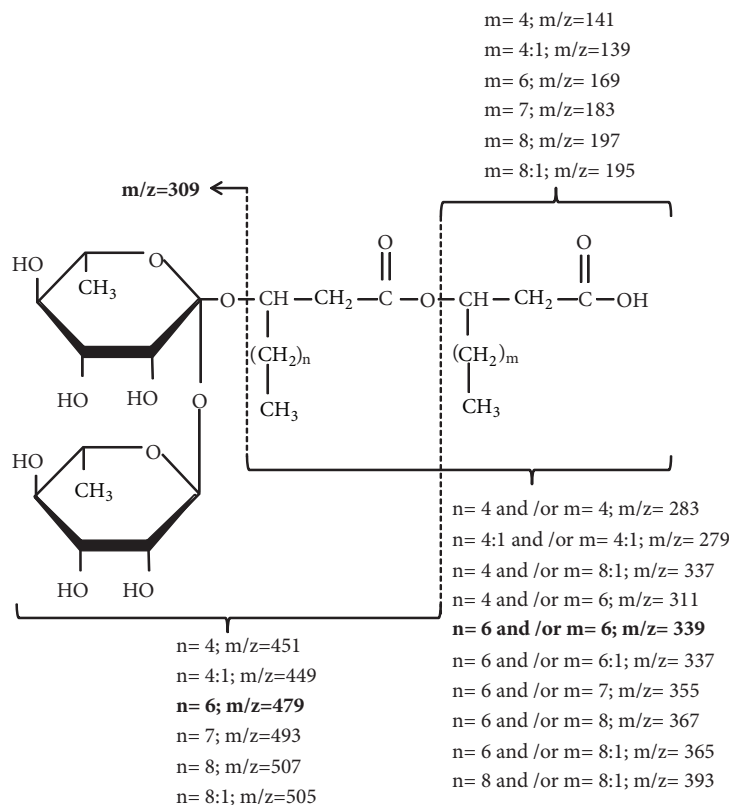 m= 4; m/z=141
m= 4:1; m/z=139
m= 6; m/z=169
m= 7; m/z=183
m= 8; m/z=197
m= 8:1; m/z=195
m/z=309
O O
HO O
CH3 O CH CH2 C O CH CH2 C OH
(CH2)n (CH2)m
HO HO O CH3 CH3
HO O
CH3
HO HO
n= 4 and /or m= 4; m/z= 283
n= 4:1 and /or m= 4:1; m/z= 279
n= 4 and /or m= 8:1; m/z= 337
n= 4 and /or m= 6; m/z= 311
n= 6 and /or m= 6; m/z= 339
n= 6 and /or m= 6:1; m/z= 337
n= 6 and /or m= 7; m/z= 355
n= 6 and /or m= 8; m/z= 367
n= 6 and /or m= 8:1; m/z= 365
n= 8 and /or m= 8:1; m/z= 393
n= 4; m/z=451
n= 4:1; m/z=449
n= 6; m/z=479
n= 7; m/z=493
n= 8; m/z=507
n= 8:1; m/z=505